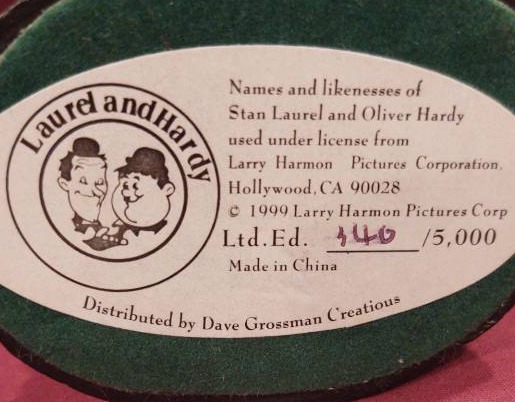 Laurel and Hardy
Names and likenesses of
Stan Laurel and Oliver Hardy
used under license from
Larry Harmon Pictures Corporation,
Hollywood, CA 90028
© 1999 Larry Harmon Pictures Corp
Ltd. Ed. /5,000
Made in China
Distributed by Dave Grossman Creatious